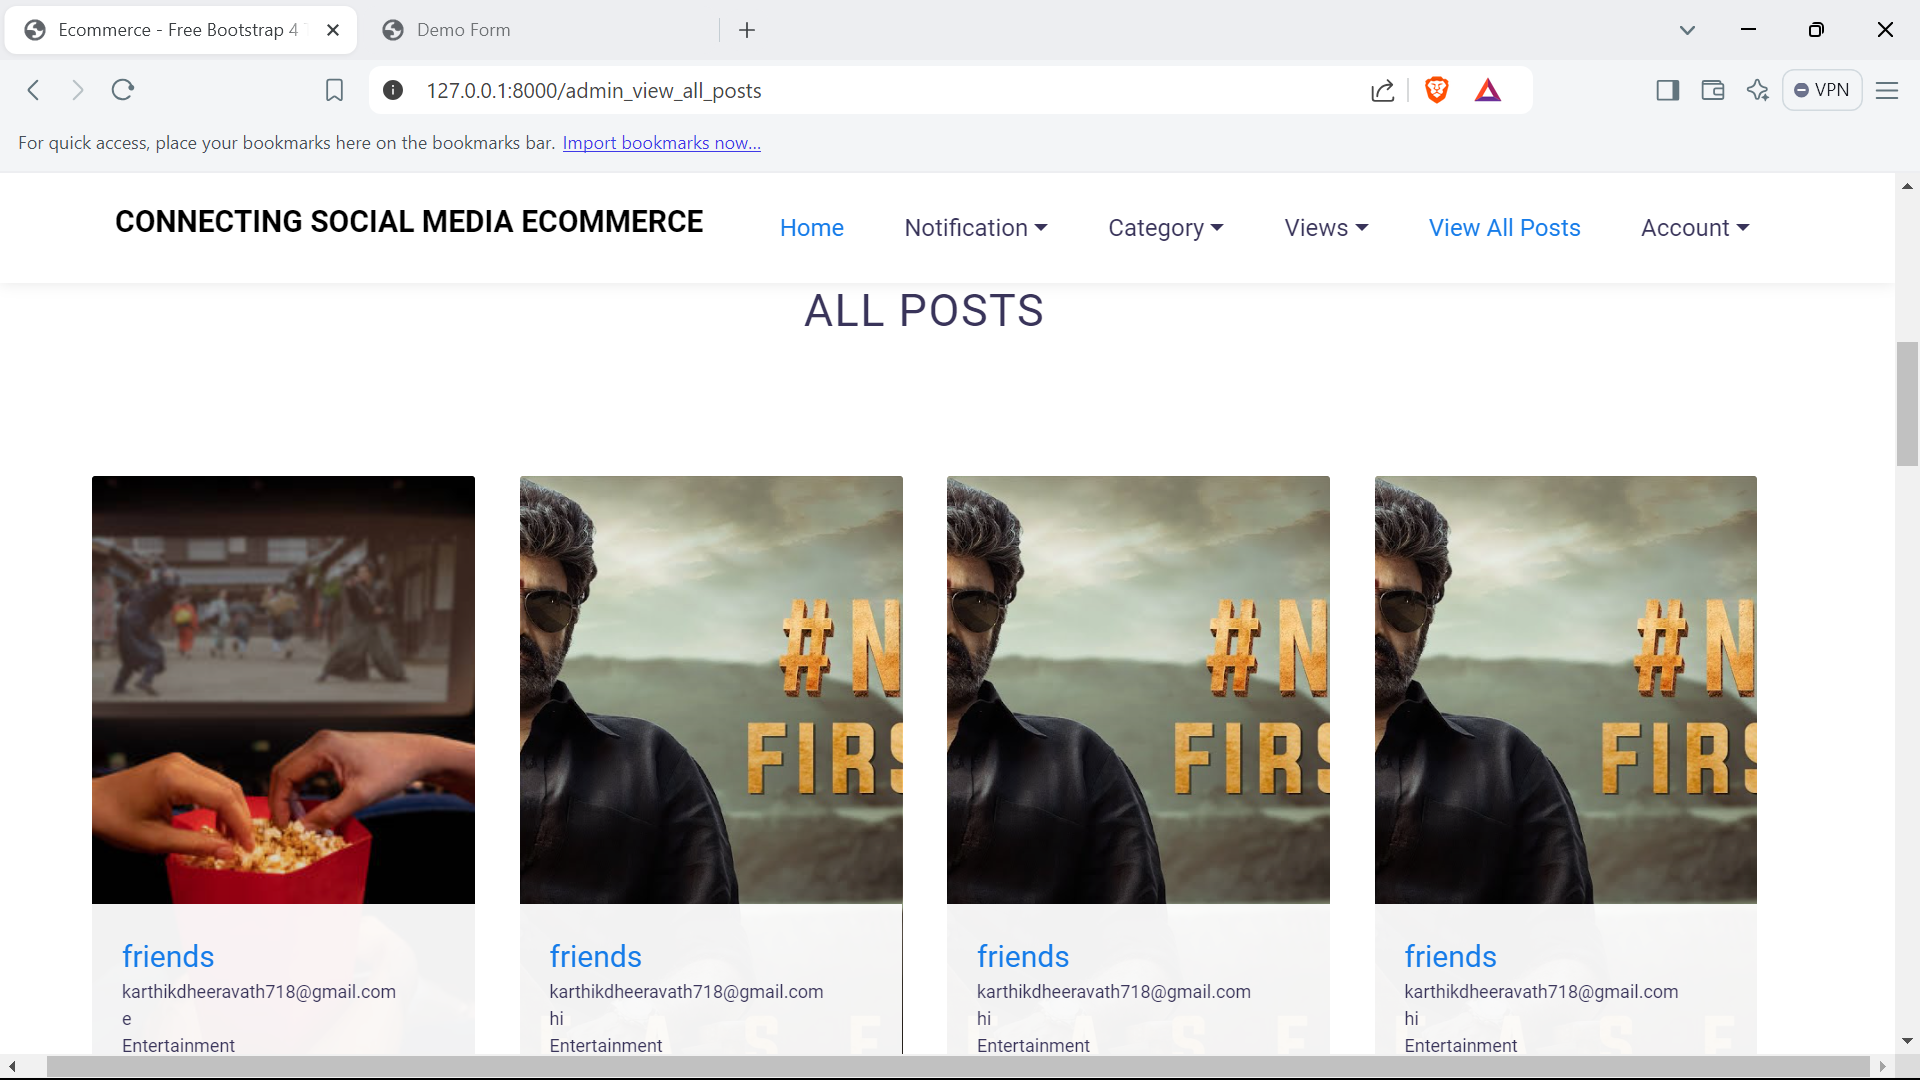 Ecommerce - Free Bootstrap 4
Demo Form
127.0.0.1:8000/admin_view_all_posts
VPN
For quick access, place your bookmarks here on the bookmarks bar. Import bookmarks now...
CONNECTING SOCIAL MEDIA ECOMMERCE
Home
Notification
Category
Views
View All Posts
Account
ALL POSTS
#N
FIRS
#N
FIRS
#N
FIRS
friends
karthikdheeravath718@gmail.com
e
Entertainment
friends
karthikdheeravath718@gmail.com
hi
Entertainment
friends
karthikdheeravath718@gmail.com
hi
Entertainment
friends
karthikdheeravath718@gmail.com
hi
Entertainment